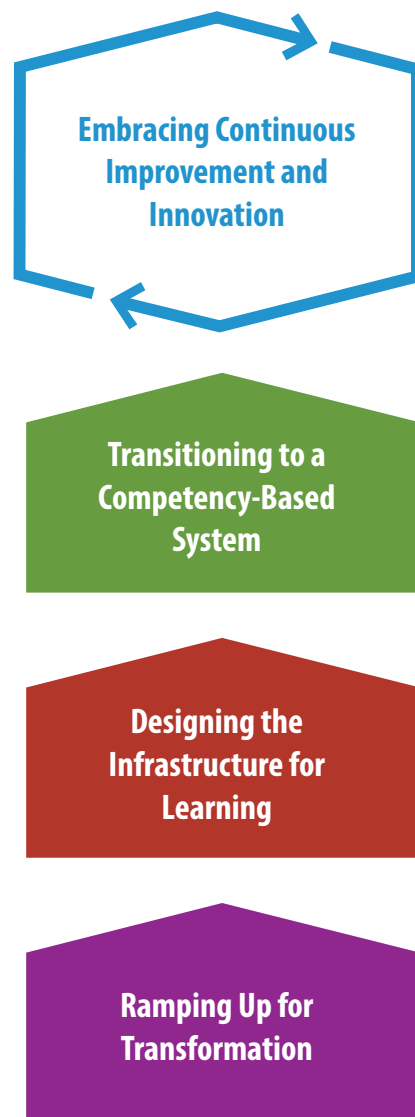 Embracing Continuous
Improvement and
Innovation
Transitioning to a
Competency-Based
System
Designing the
Infrastructure for
Learning
Ramping Up for
Transformation